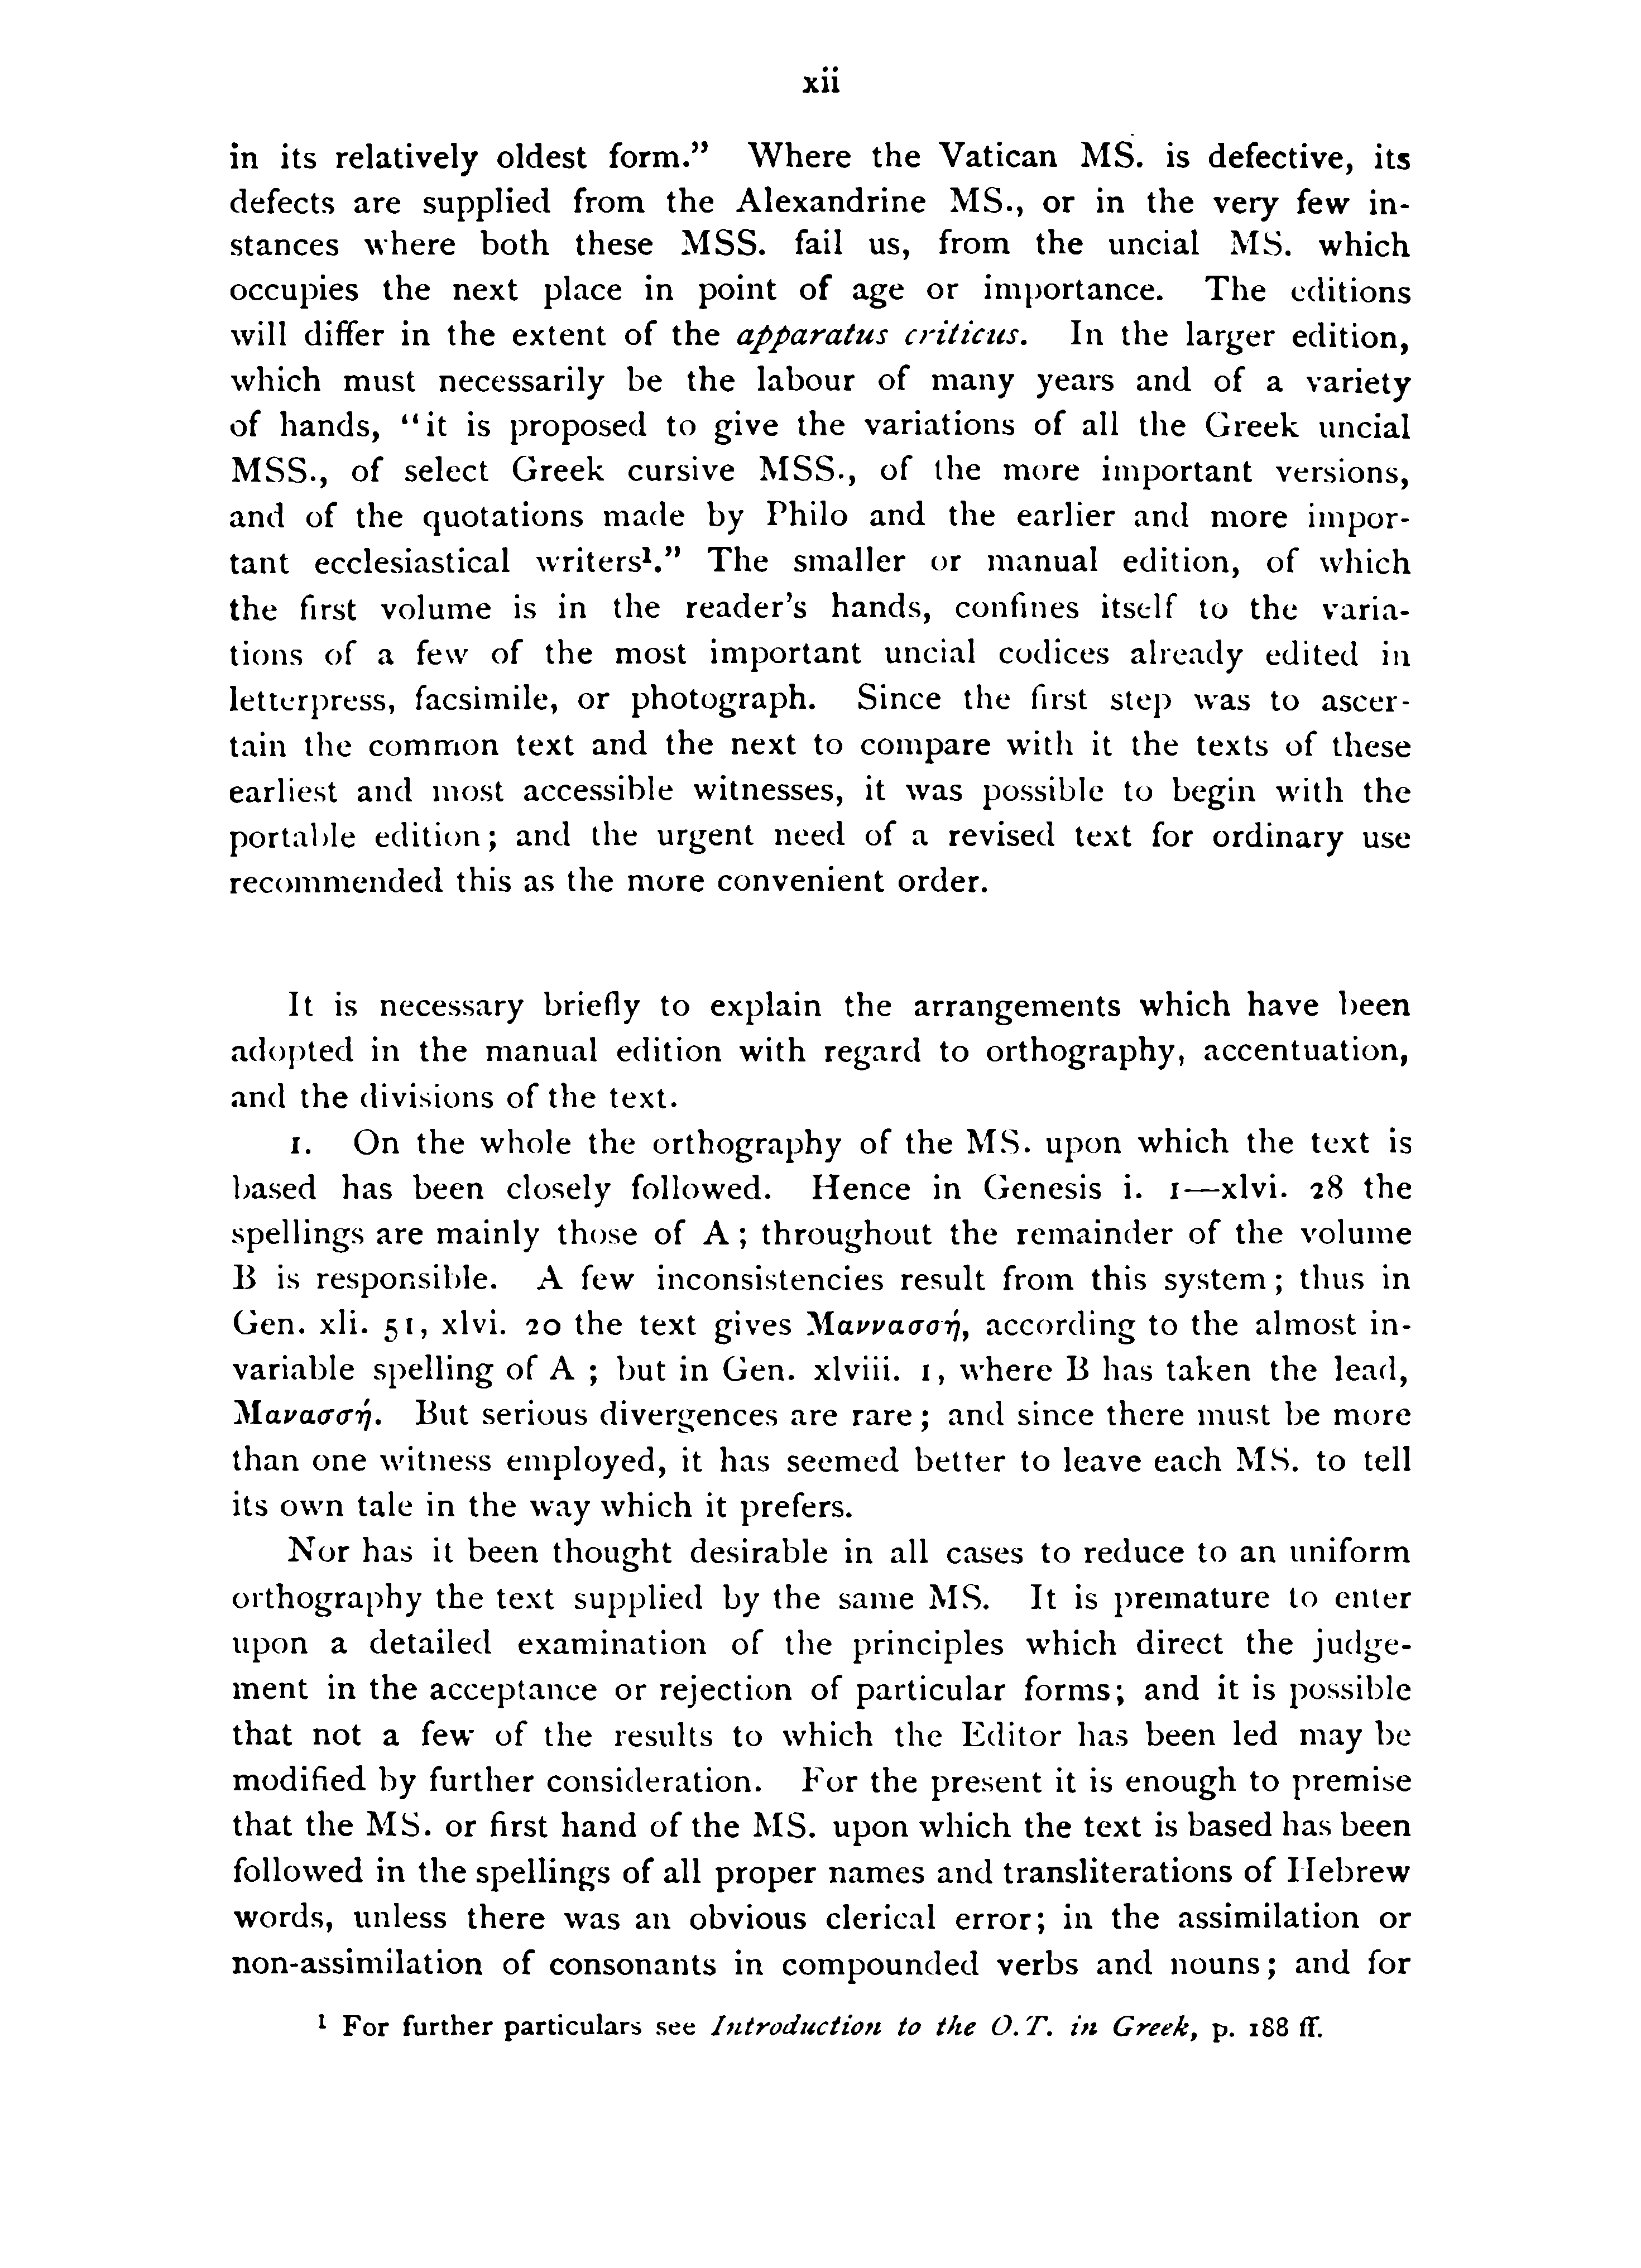 xii
in its relatively oldest form.” Where the Vatican MS. is defective, its
defects are supplied from the Alexandrine MS., or in the very few in-
stances where both these MSS. fail us, from the uncial MS. which
occupies the next place in point of age or importance. The editions
will differ in the extent of the apparatus criticus. In the larger edition,
which must necessarily be the labour of many years and of a variety
of hands, “it is proposed to give the variations of all the Greek uncial
MSS., of select Greek cursive MSS., of the more important versions,
and of the quotations made by Philo and the earlier and more impor-
tant ecclesiastical writers¹.” The smaller or manual edition, of which
the first volume is in the reader’s hands, confines itself to the varia-
tions of a few of the most important uncial codices already edited in
letterpress, facsimile, or photograph. Since the first step was to ascer-
tain the common text and the next to compare with it the texts of these
earliest and most accessible witnesses, it was possible to begin with the
portable edition; and the urgent need of a revised text for ordinary use
recommended this as the more convenient order.
It is necessary briefly to explain the arrangements which have been
adopted in the manual edition with regard to orthography, accentuation,
and the divisions of the text.
1. On the whole the orthography of the MS. upon which the text is
based has been closely followed. Hence in Genesis i. 1—xlvi. 28 the
spellings are mainly those of A; throughout the remainder of the volume
B is responsible. A few inconsistencies result from this system; thus in
Gen. xli. 51, xlvi. 20 the text gives Μαννασσή, according to the almost in-
variable spelling of A; but in Gen. xlviii. 1, where B has taken the lead,
Μανασσή. But serious divergences are rare; and since there must be more
than one witness employed, it has seemed better to leave each MS. to tell
its own tale in the way which it prefers.
Nor has it been thought desirable in all cases to reduce to an uniform
orthography the text supplied by the same MS. It is premature to enter
upon a detailed examination of the principles which direct the judge-
ment in the acceptance or rejection of particular forms; and it is possible
that not a few of the results to which the Editor has been led may be
modified by further consideration. For the present it is enough to premise
that the MS. or first hand of the MS. upon which the text is based has been
followed in the spellings of all proper names and transliterations of Hebrew
words, unless there was an obvious clerical error; in the assimilation or
non-assimilation of consonants in compounded verbs and nouns; and for
¹ For further particulars see Introduction to the O.T. in Greek, p. 188 ff.